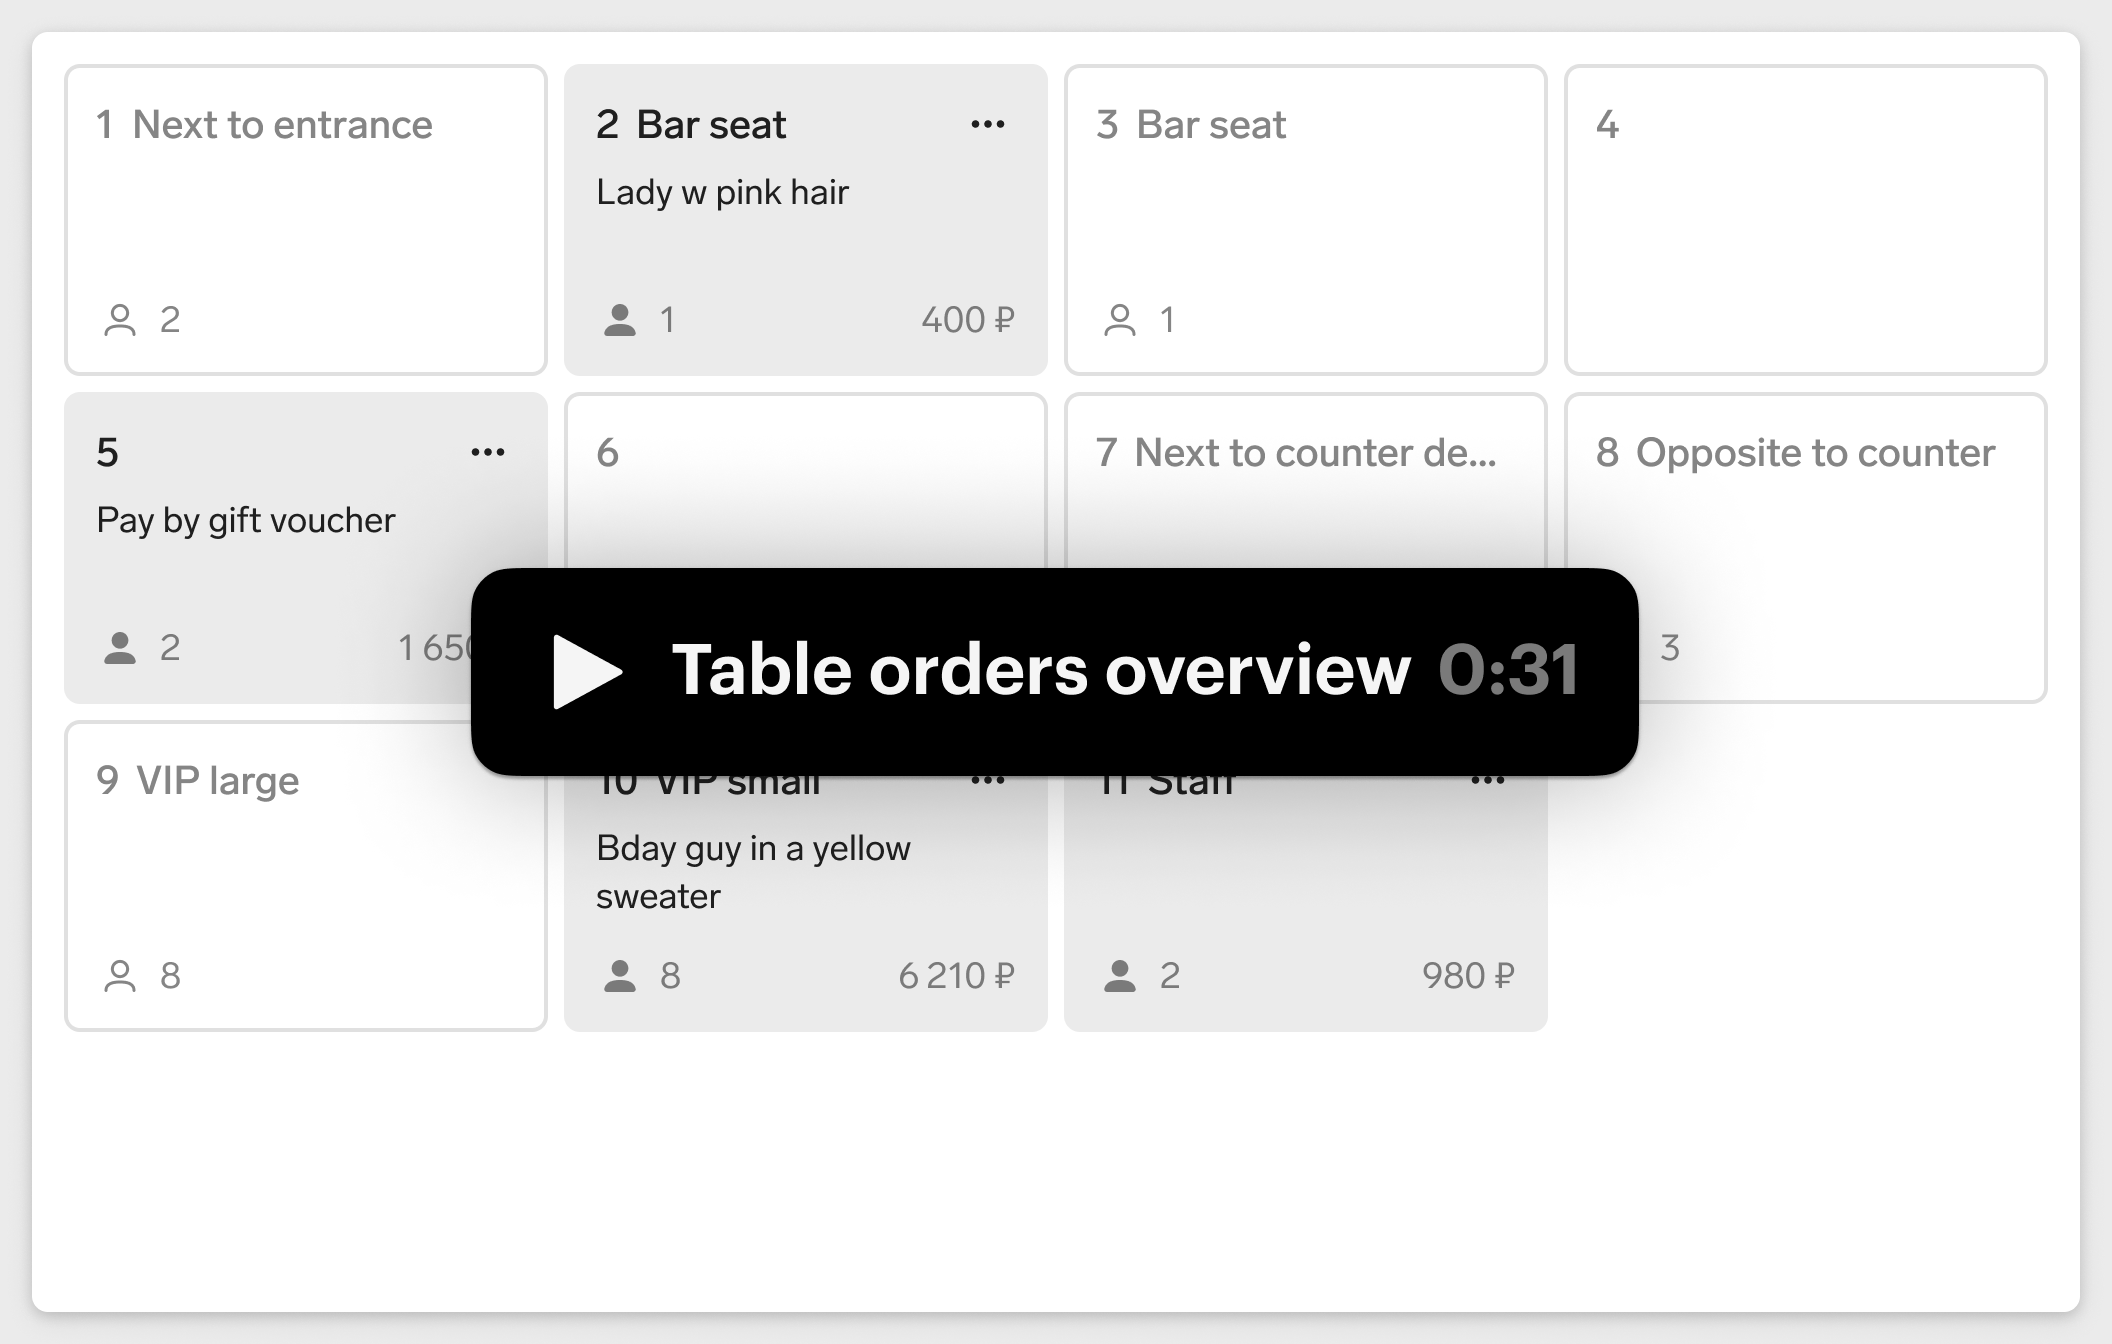 1 Next to entrance
2
2 Bar seat ...
Lady w pink hair
1 400 ₽
3 Bar seat
1
4
5 ...
Pay by gift voucher
2
6
7 Next to counter de...
8 Opposite to counter
3
Table orders overview 0:31
9 VIP large
8
10 VIP small ...
Bday guy in a yellow
sweater
8 6 210 ₽
11 Staff ...
2 980 ₽